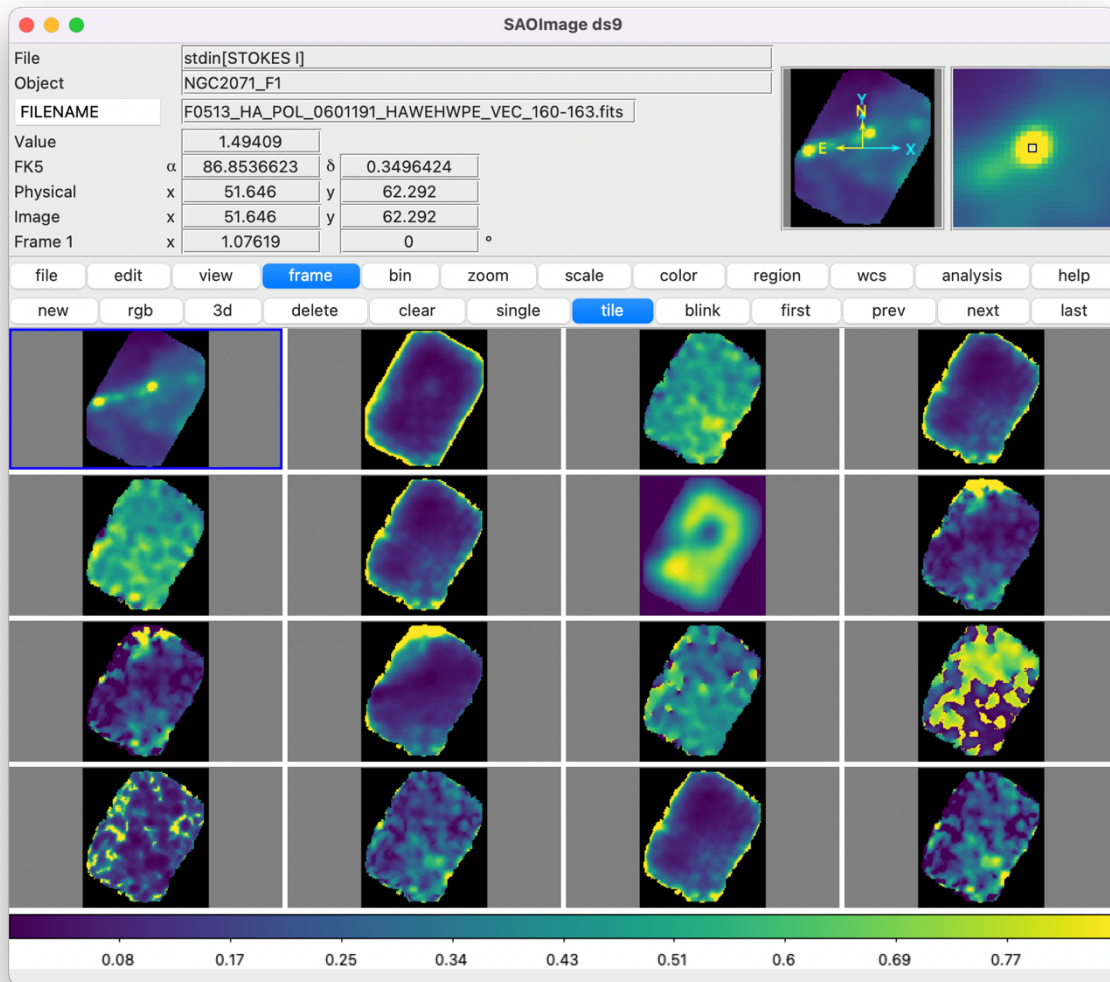 SAOImage ds9
File stdin[STOKES I]
Object NGC2071_F1
FILENAME F0513_HA_POL_0601191_HAWEHWPE_VEC_160-163.fits
Value 1.49409
FK5 α 86.8536623 δ 0.3496424
Physical x 51.646 y 62.292
Image x 51.646 y 62.292
Frame 1 x 1.07619 0 °
Y
N
E X
file edit view frame bin zoom scale color region wcs analysis help
new rgb 3d delete clear single tile blink first prev next last
0.08 0.17 0.25 0.34 0.43 0.51 0.6 0.69 0.77